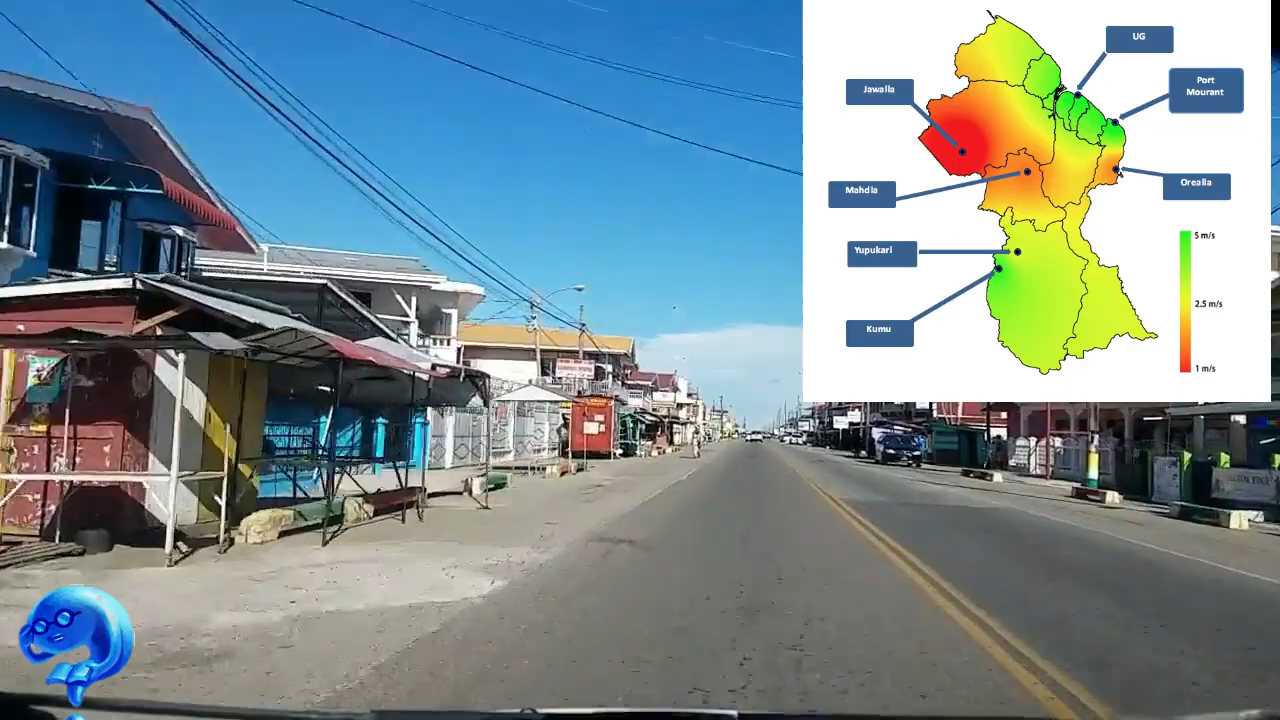 UG
Port
Mourant
Jawalla
Mahdia
Orealla
Yupukari
Kumu
5 m/s
2.5 m/s
1 m/s